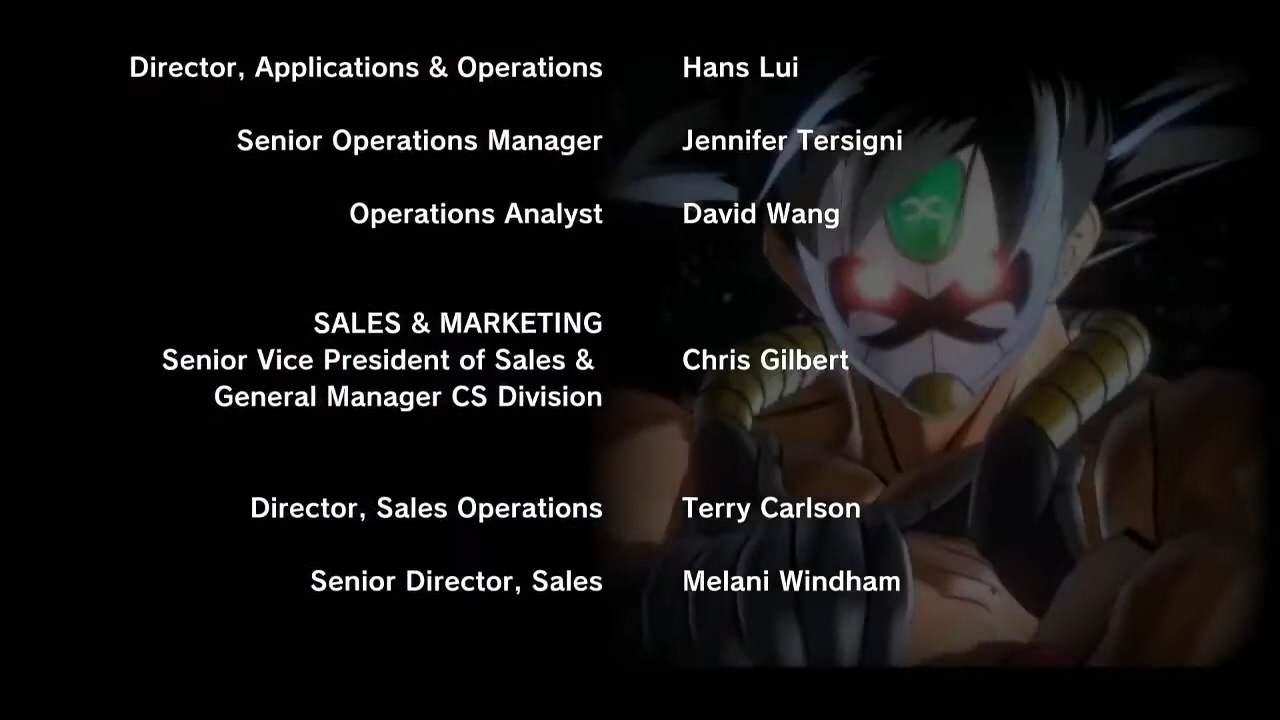 Director, Applications & Operations Hans Lui
Senior Operations Manager Jennifer Tersigni
Operations Analyst David Wang
SALES & MARKETING
Senior Vice President of Sales & Chris Gilbert
General Manager CS Division
Director, Sales Operations Terry Carlson
Senior Director, Sales Melani Windham